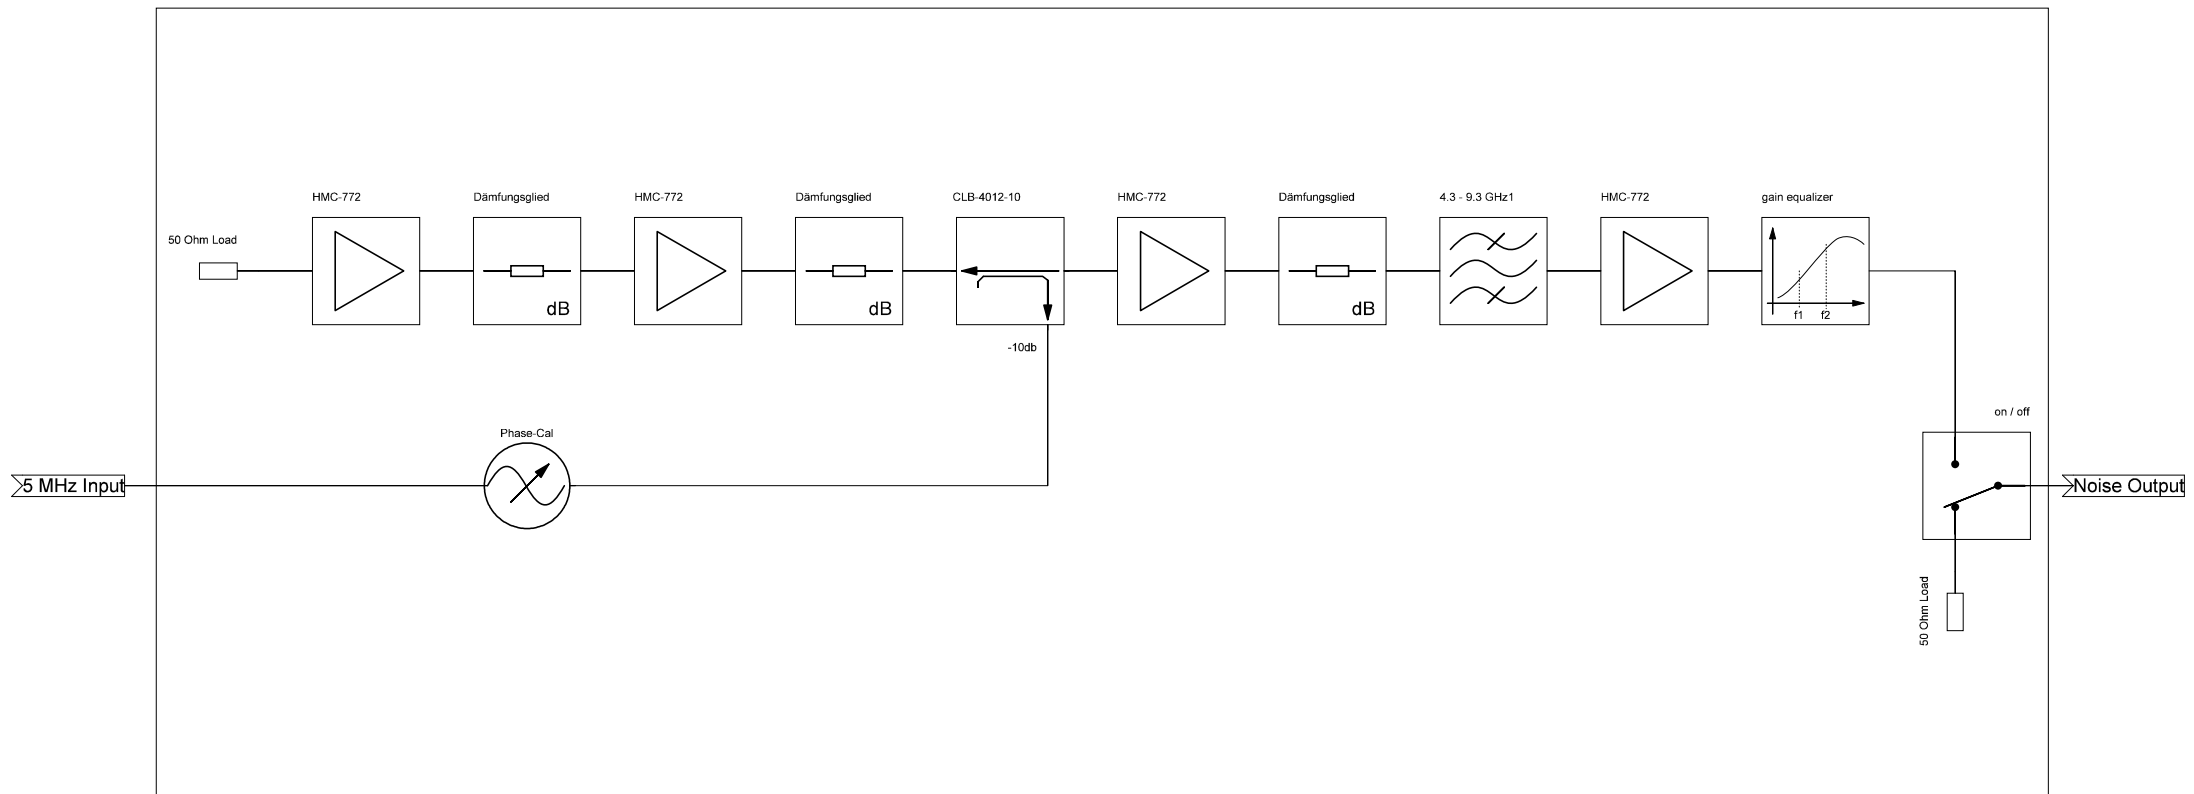 HMC-772
Dämfungsglied
HMC-772
Dämfungsglied
CLB-4012-10
HMC-772
Dämfungsglied
4.3 - 9.3 GHz1
HMC-772
gain equalizer
50 Ohm Load
dB
dB
dB
f1
f2
-10db
on / off
Phase-Cal
5 MHz Input
Noise Output
50 Ohm Load